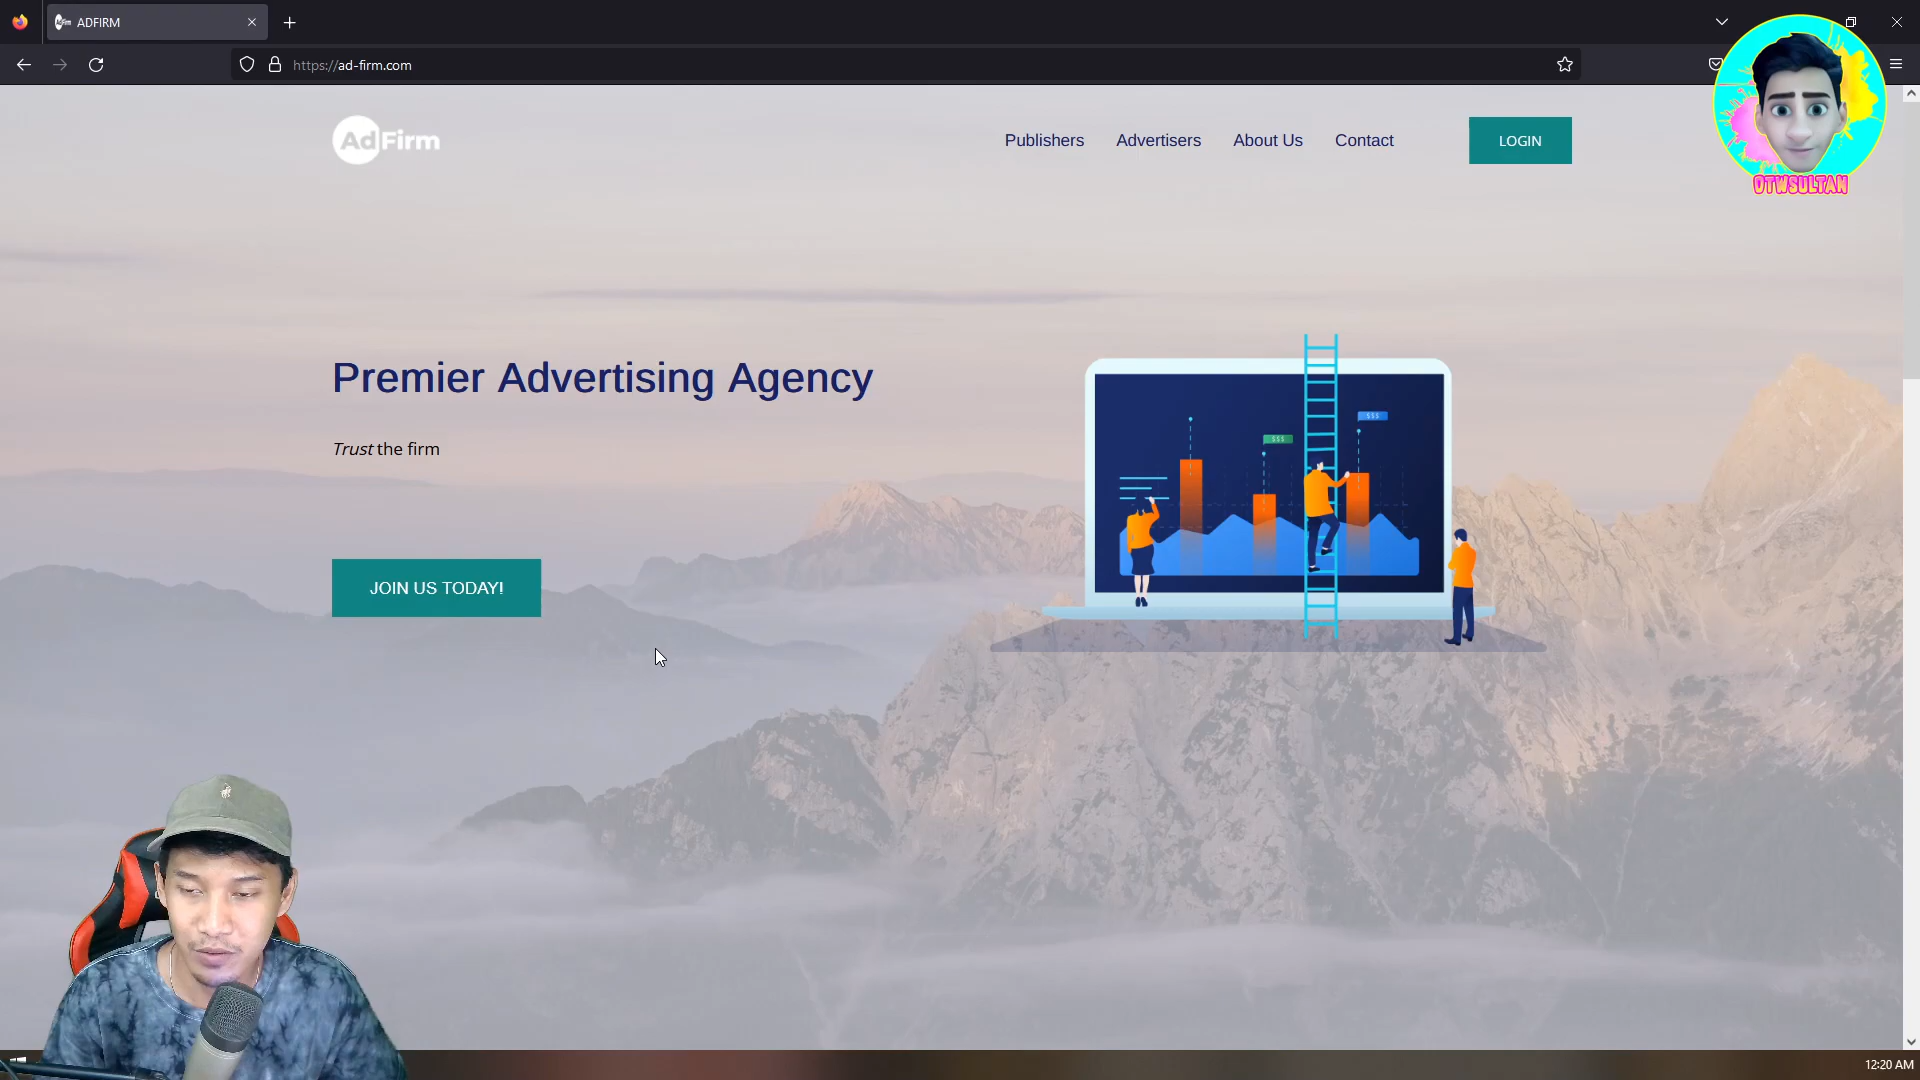 ADFIRM
https://ad-firm.com
AdFirm
Publishers
Advertisers
About Us
Contact
LOGIN
OTWSULTAN
Premier Advertising Agency
Trust the firm
JOIN US TODAY!
$$$
$$$
12:20 AM